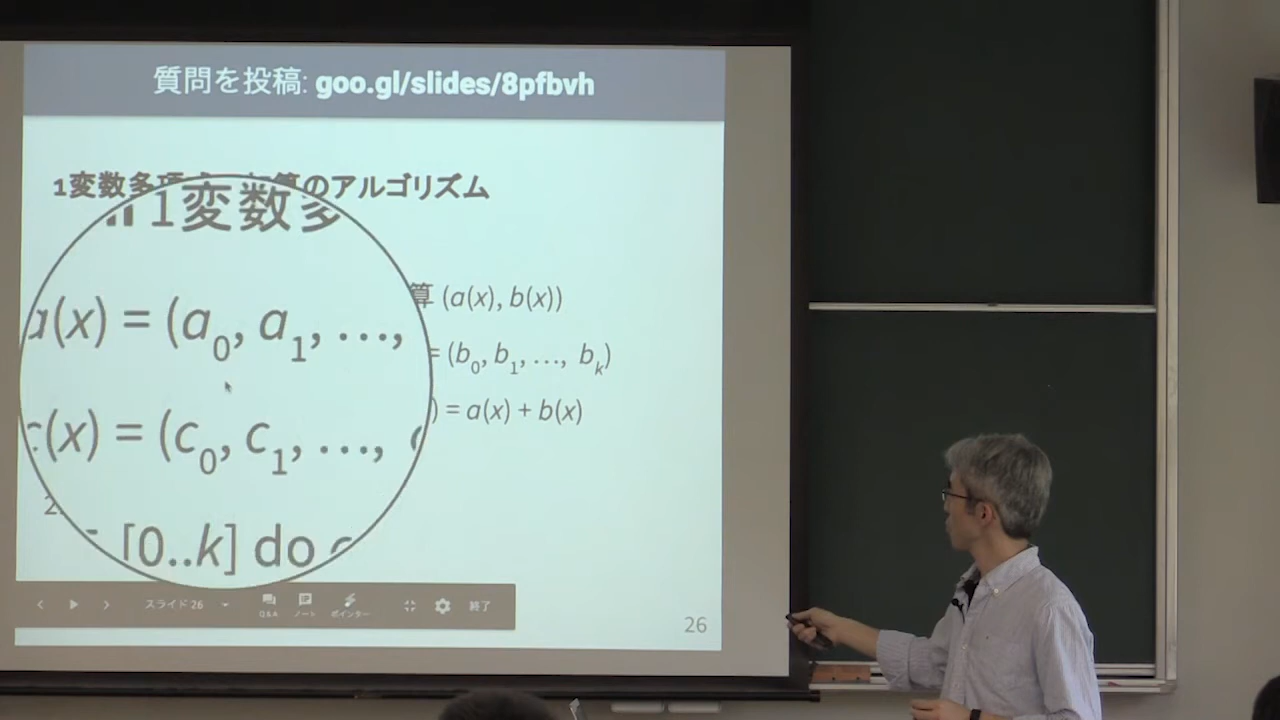 質問を投稿: goo.gl/slides/8pfbvh
1変数多項 加算のアルゴリズム
1変数多
算 (a(x), b(x))
a(x) = (a0, a1, …,
= (b0, b1, …, bk)
c(x) = (c0, c1, …,
) = a(x) + b(x)
2
[0..k] do
スライド 26
Q&A
ノート
ポインター
終了
26